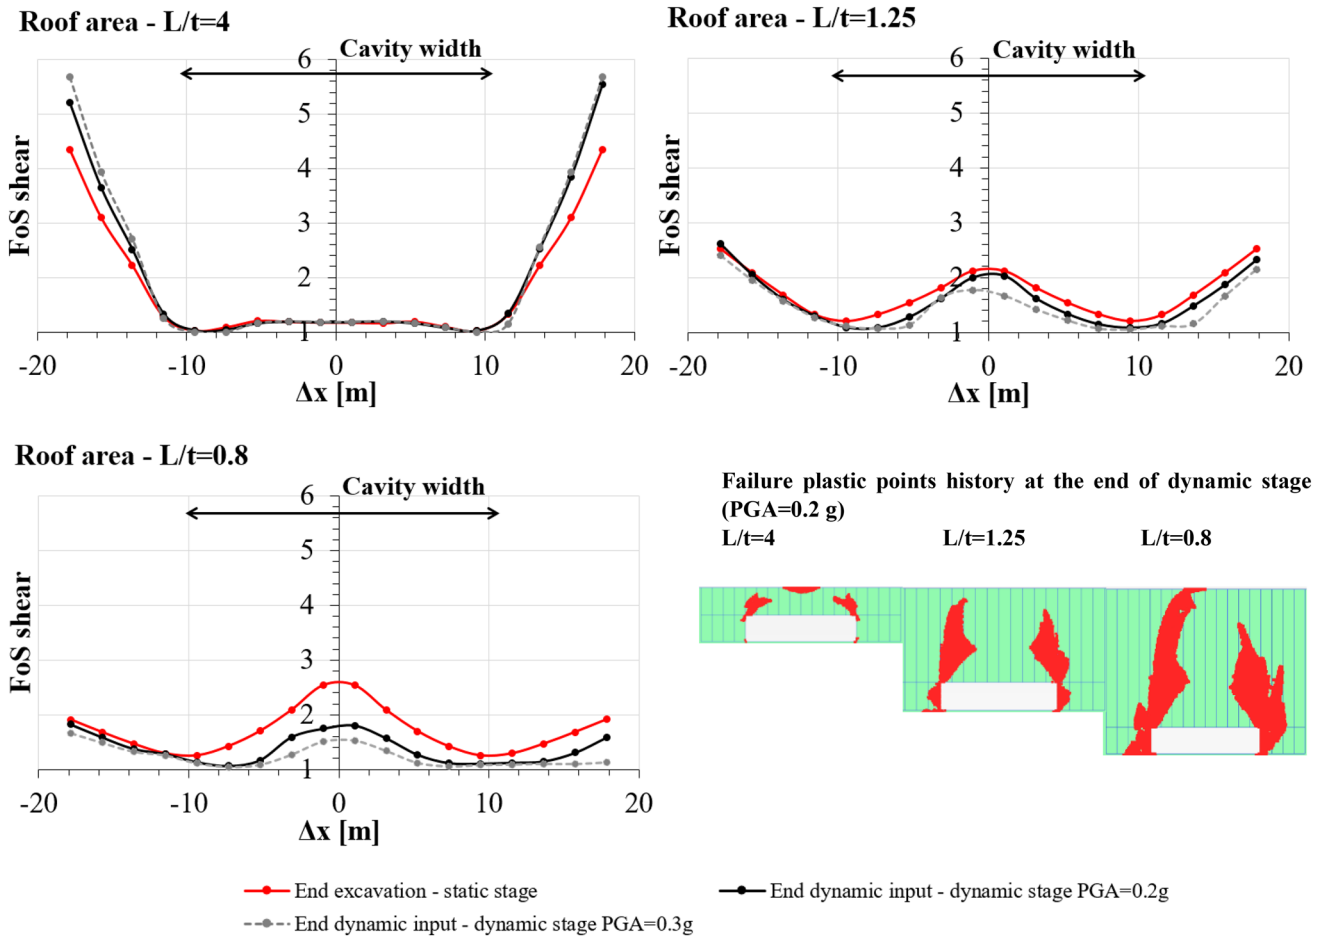 Roof area - L/t=4
Cavity width
6
5
4
3
2
1
FoS shear
-20
-10
0
10
20
Δx [m]
Roof area - L/t=1.25
Cavity width
6
5
4
3
2
1
FoS shear
-20
-10
0
10
20
Δx [m]
Roof area - L/t=0.8
Cavity width
6
5
4
3
2
1
FoS shear
-20
-10
0
10
20
Δx [m]
Failure plastic points history at the end of dynamic stage
(PGA=0.2 g)
L/t=4
L/t=1.25
L/t=0.8
End excavation - static stage
End dynamic input - dynamic stage PGA=0.2g
End dynamic input - dynamic stage PGA=0.3g